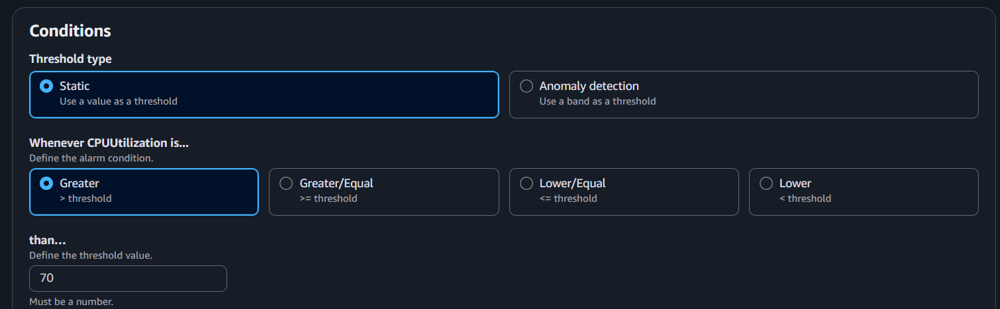 Conditions
Threshold type
Static
Use a value as a threshold
Anomaly detection
Use a band as a threshold
Whenever CPUUtilization is...
Define the alarm condition.
Greater
> threshold
Greater/Equal
>= threshold
Lower/Equal
<= threshold
Lower
< threshold
than...
Define the threshold value.
70
Must be a number.